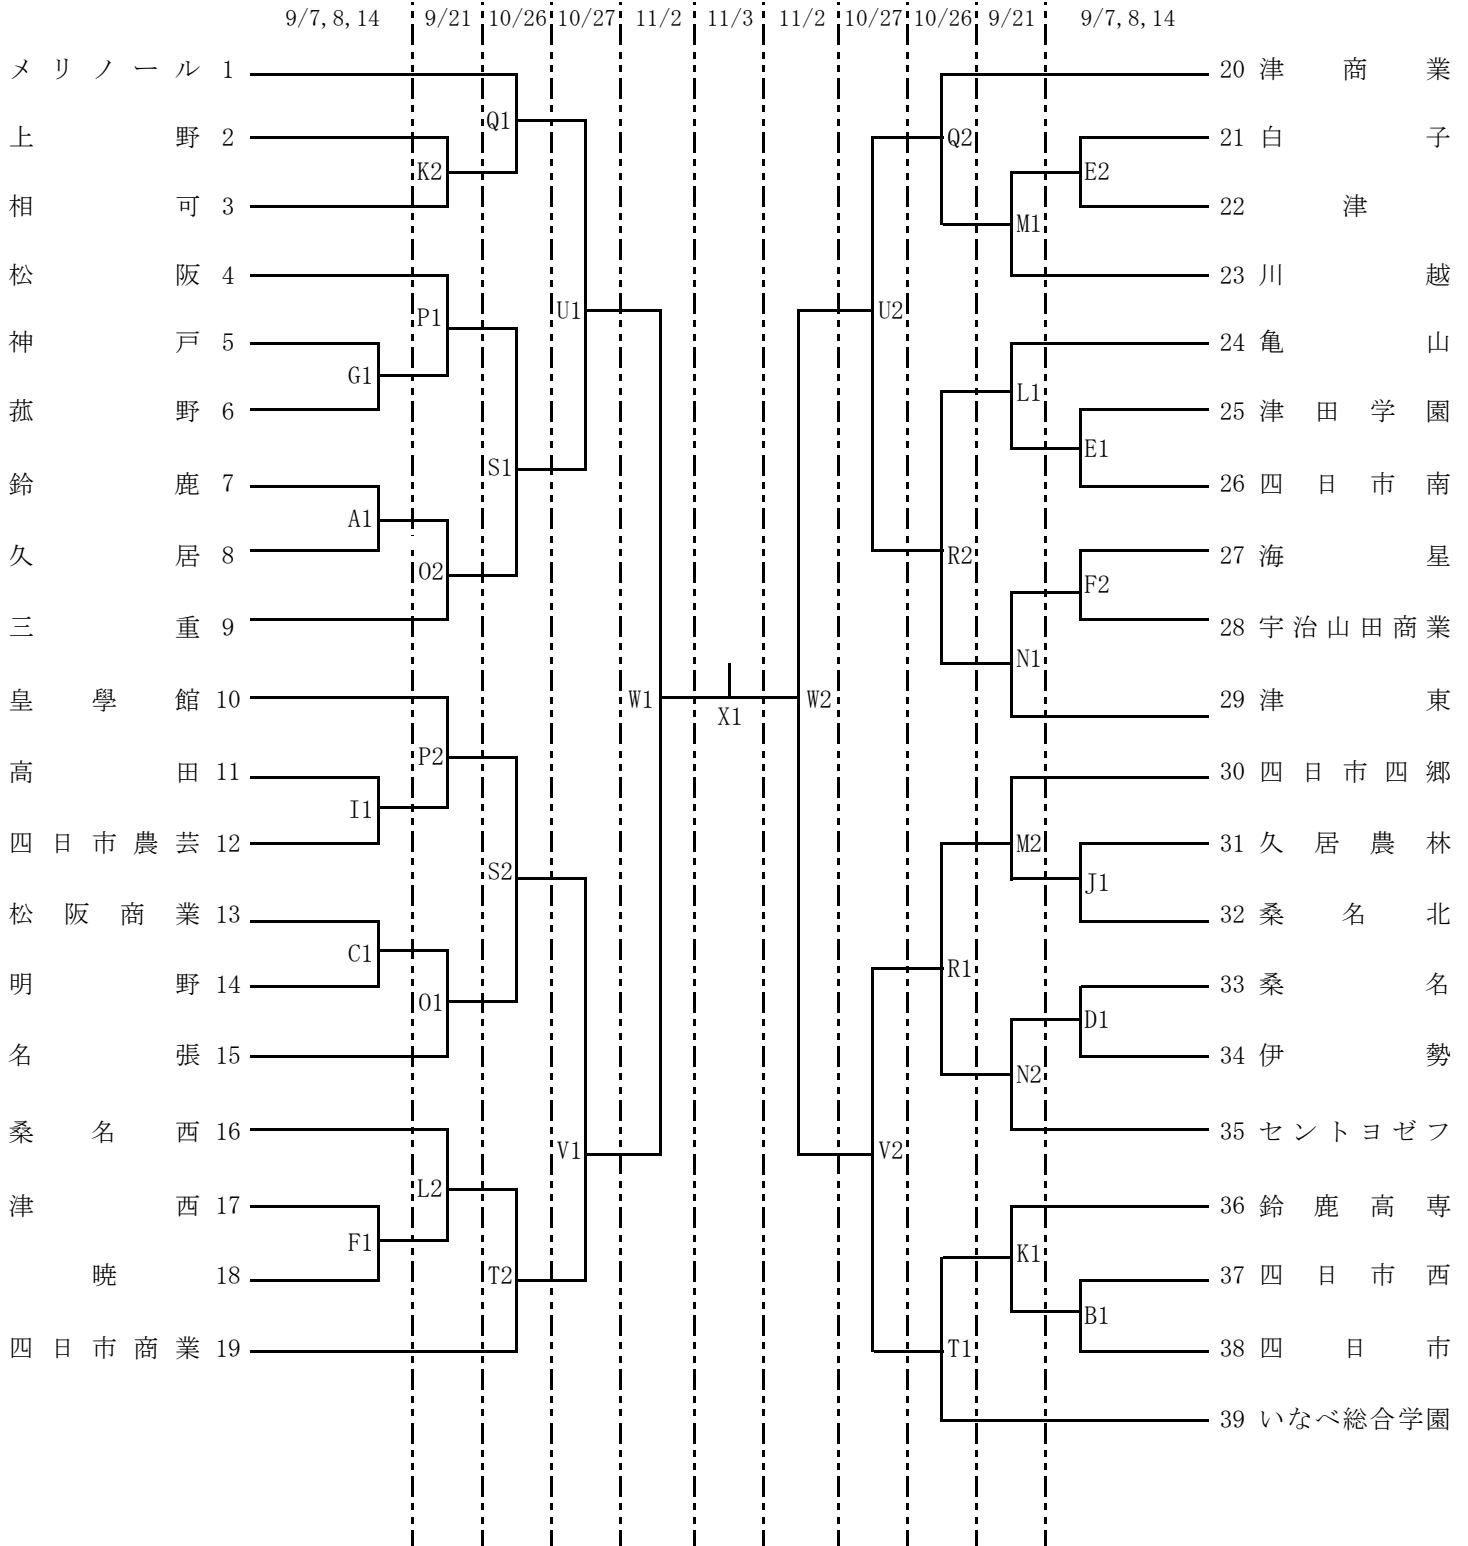 9/7, 8, 14 9/21 10/26 10/27 11/2 11/3 11/2 10/27 10/26 9/21 9/7, 8, 14
メリノール 1 20 津商業
Q1
上野 2 Q2 21 白子
K2 E2
相可 3 22 津
M1
松阪 4 23 川越
P1 U1 U2
神戸 5 24 亀山
G1 L1
菰野 6 25 津田学園
S1 E1
鈴鹿 7 26 四日市南
A1
久居 8 R2 27 海星
O2 F2
三重 9 28 宇治山田商業
N1
皇學館 10 W1 X1 W2 29 津東
P2
高田 11 30 四日市四郷
I1
四日市農芸 12 M2 31 久居農林
S2 J1
松阪商業 13 32 桑名北
C1 R1
明野 14 33 桑名
O1 D1
名張 15 34 伊勢
N2
桑名西 16 35 セントヨゼフ
V1 V2
L2
津西 17 36 鈴鹿高専
F1 K1
暁 18 T2 37 四日市西
B1
四日市商業 19 T1 38 四日市
39 いなべ総合学園